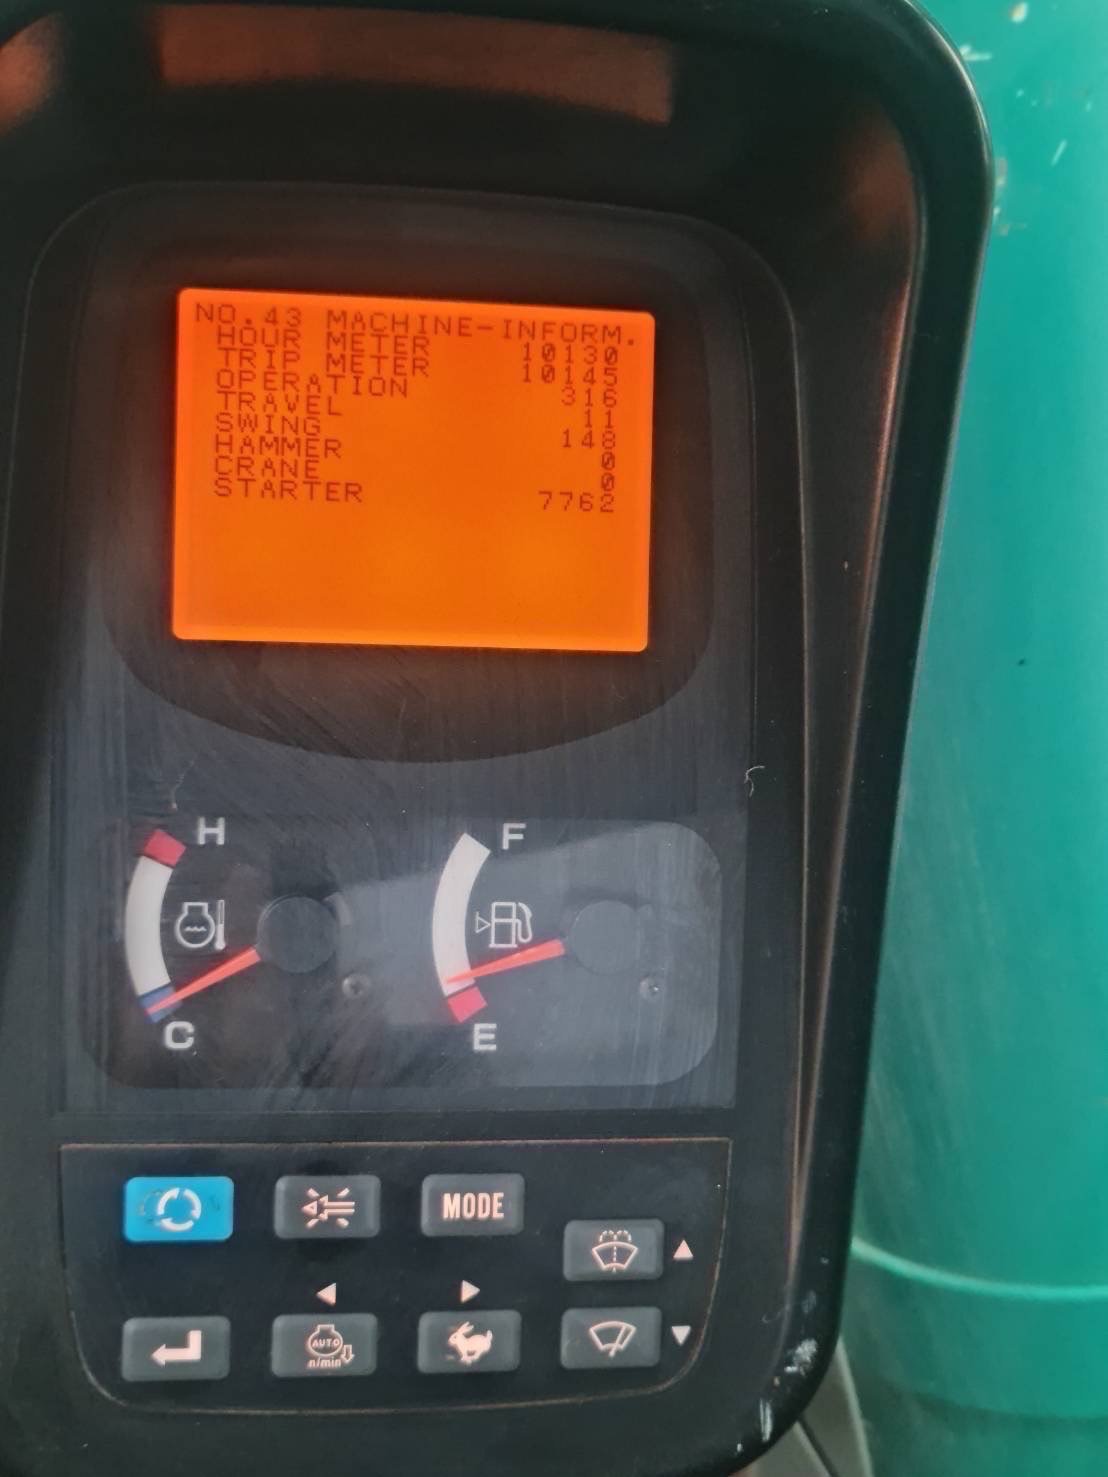 NO.43 MACHINE-INFORM.
HOUR METER 10130
TRIP METER 10145
OPERATION 316
TRAVEL 11
SWING 148
HAMMER 0
CRANE 0
STARTER 7762
H
F
C
E
MODE
AUTO
n/min